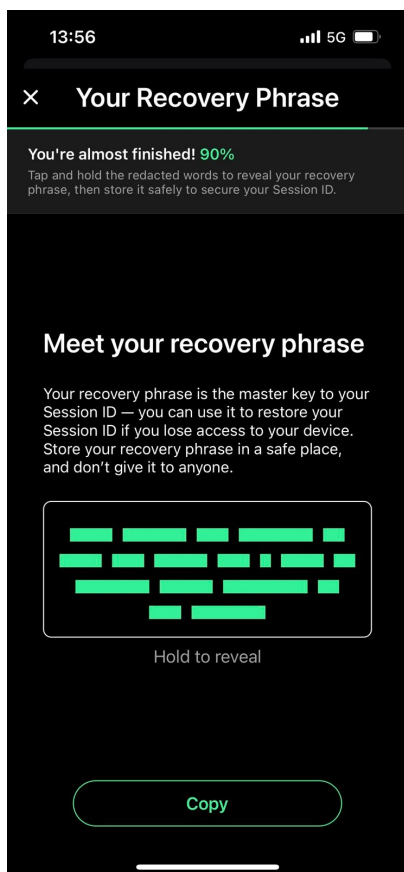 13:56
5G
× Your Recovery Phrase
You're almost finished! 90%
Tap and hold the redacted words to reveal your recovery
phrase, then store it safely to secure your Session ID.
Meet your recovery phrase
Your recovery phrase is the master key to your
Session ID — you can use it to restore your
Session ID if you lose access to your device.
Store your recovery phrase in a safe place,
and don’t give it to anyone.
Hold to reveal
Copy